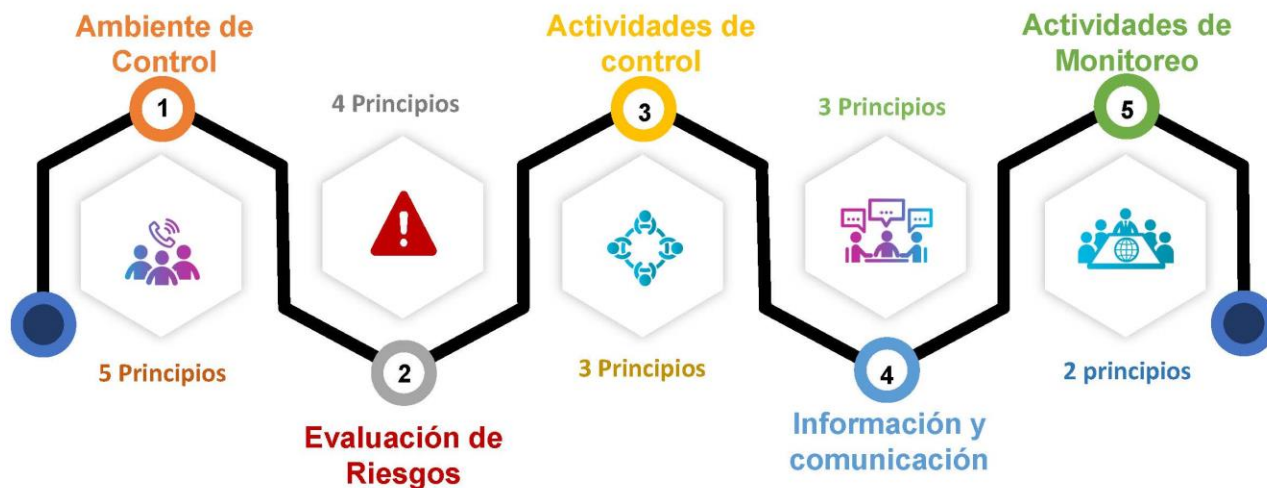 Ambiente de
Control
1
5 Principios
4 Principios
2
Evaluación de
Riesgos
Actividades de
control
3
3 Principios
3 Principios
4
Información y
comunicación
Actividades de
Monitoreo
5
2 principios